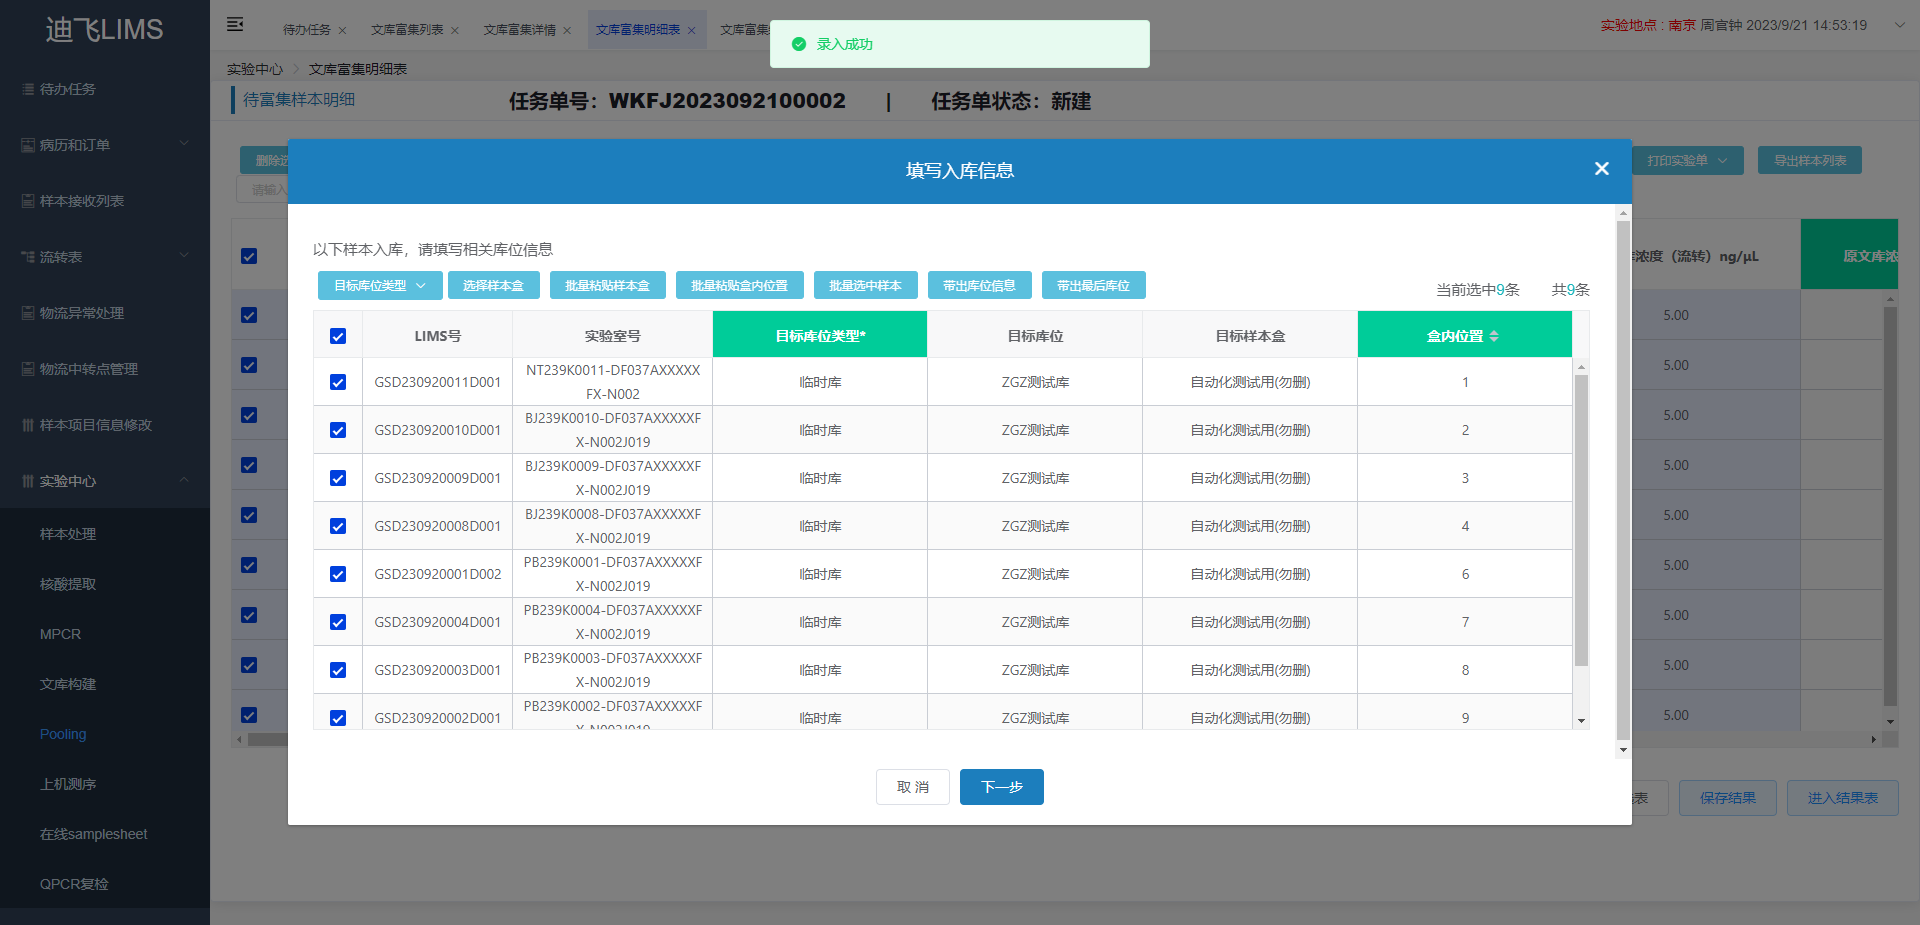 迪飞LIMS
待办任务
病历和订单
样本接收列表
流转表
物流异常处理
物流中转点管理
样本项目信息修改
实验中心
样本处理
核酸提取
MPCR
文库构建
Pooling
上机测序
在线samplesheet
QPCR复检
待办任务 文库富集列表 文库富集详情 文库富集明细表 文库富集
录入成功
实验地点 : 南京 周官钟 2023/9/21 14:53:19
实验中心 文库富集明细表
待富集样本明细 任务单号：WKFJ2023092100002 | 任务单状态：新建
删除选
打印实验单 导出样本列表
请输入
浓度（流转）ng/μL 原文库浓
5.00
5.00
5.00
5.00
5.00
5.00
5.00
5.00
5.00
表 保存结果 进入结果表
填写入库信息
以下样本入库，请填写相关库位信息
目标库位类型 选择样本盒 批量粘贴样本盒 批量粘贴盒内位置 批量选中样本 带出库位信息 带出最后库位
当前选中9条 共9条
LIMS号 实验室号 目标库位类型* 目标库位 目标样本盒 盒内位置
GSD230920011D001 NT239K0011-DF037AXXXXXFX-N002 临时库 ZGZ测试库 自动化测试用(勿删) 1
GSD230920010D001 BJ239K0010-DF037AXXXXXFX-N002J019 临时库 ZGZ测试库 自动化测试用(勿删) 2
GSD230920009D001 BJ239K0009-DF037AXXXXXFX-N002J019 临时库 ZGZ测试库 自动化测试用(勿删) 3
GSD230920008D001 BJ239K0008-DF037AXXXXXFX-N002J019 临时库 ZGZ测试库 自动化测试用(勿删) 4
GSD230920001D002 PB239K0001-DF037AXXXXXFX-N002J019 临时库 ZGZ测试库 自动化测试用(勿删) 6
GSD230920004D001 PB239K0004-DF037AXXXXXFX-N002J019 临时库 ZGZ测试库 自动化测试用(勿删) 7
GSD230920003D001 PB239K0003-DF037AXXXXXFX-N002J019 临时库 ZGZ测试库 自动化测试用(勿删) 8
GSD230920002D001 PB239K0002-DF037AXXXXXFX-N002J019 临时库 ZGZ测试库 自动化测试用(勿删) 9
取 消 下一步